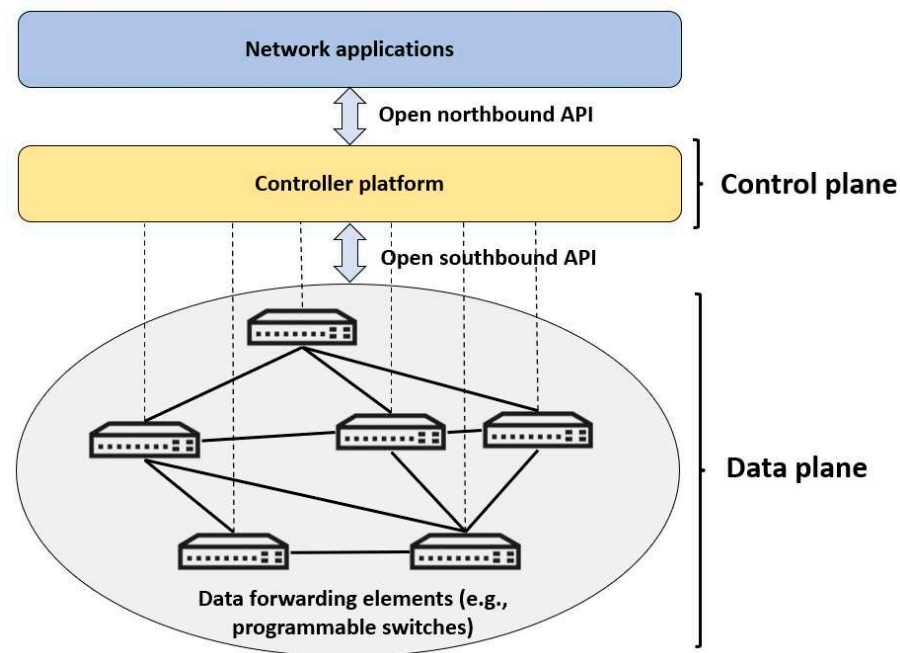 Network applications
Open northbound API
Controller platform
Control plane
Open southbound API
Data plane
Data forwarding elements (e.g.,
programmable switches)